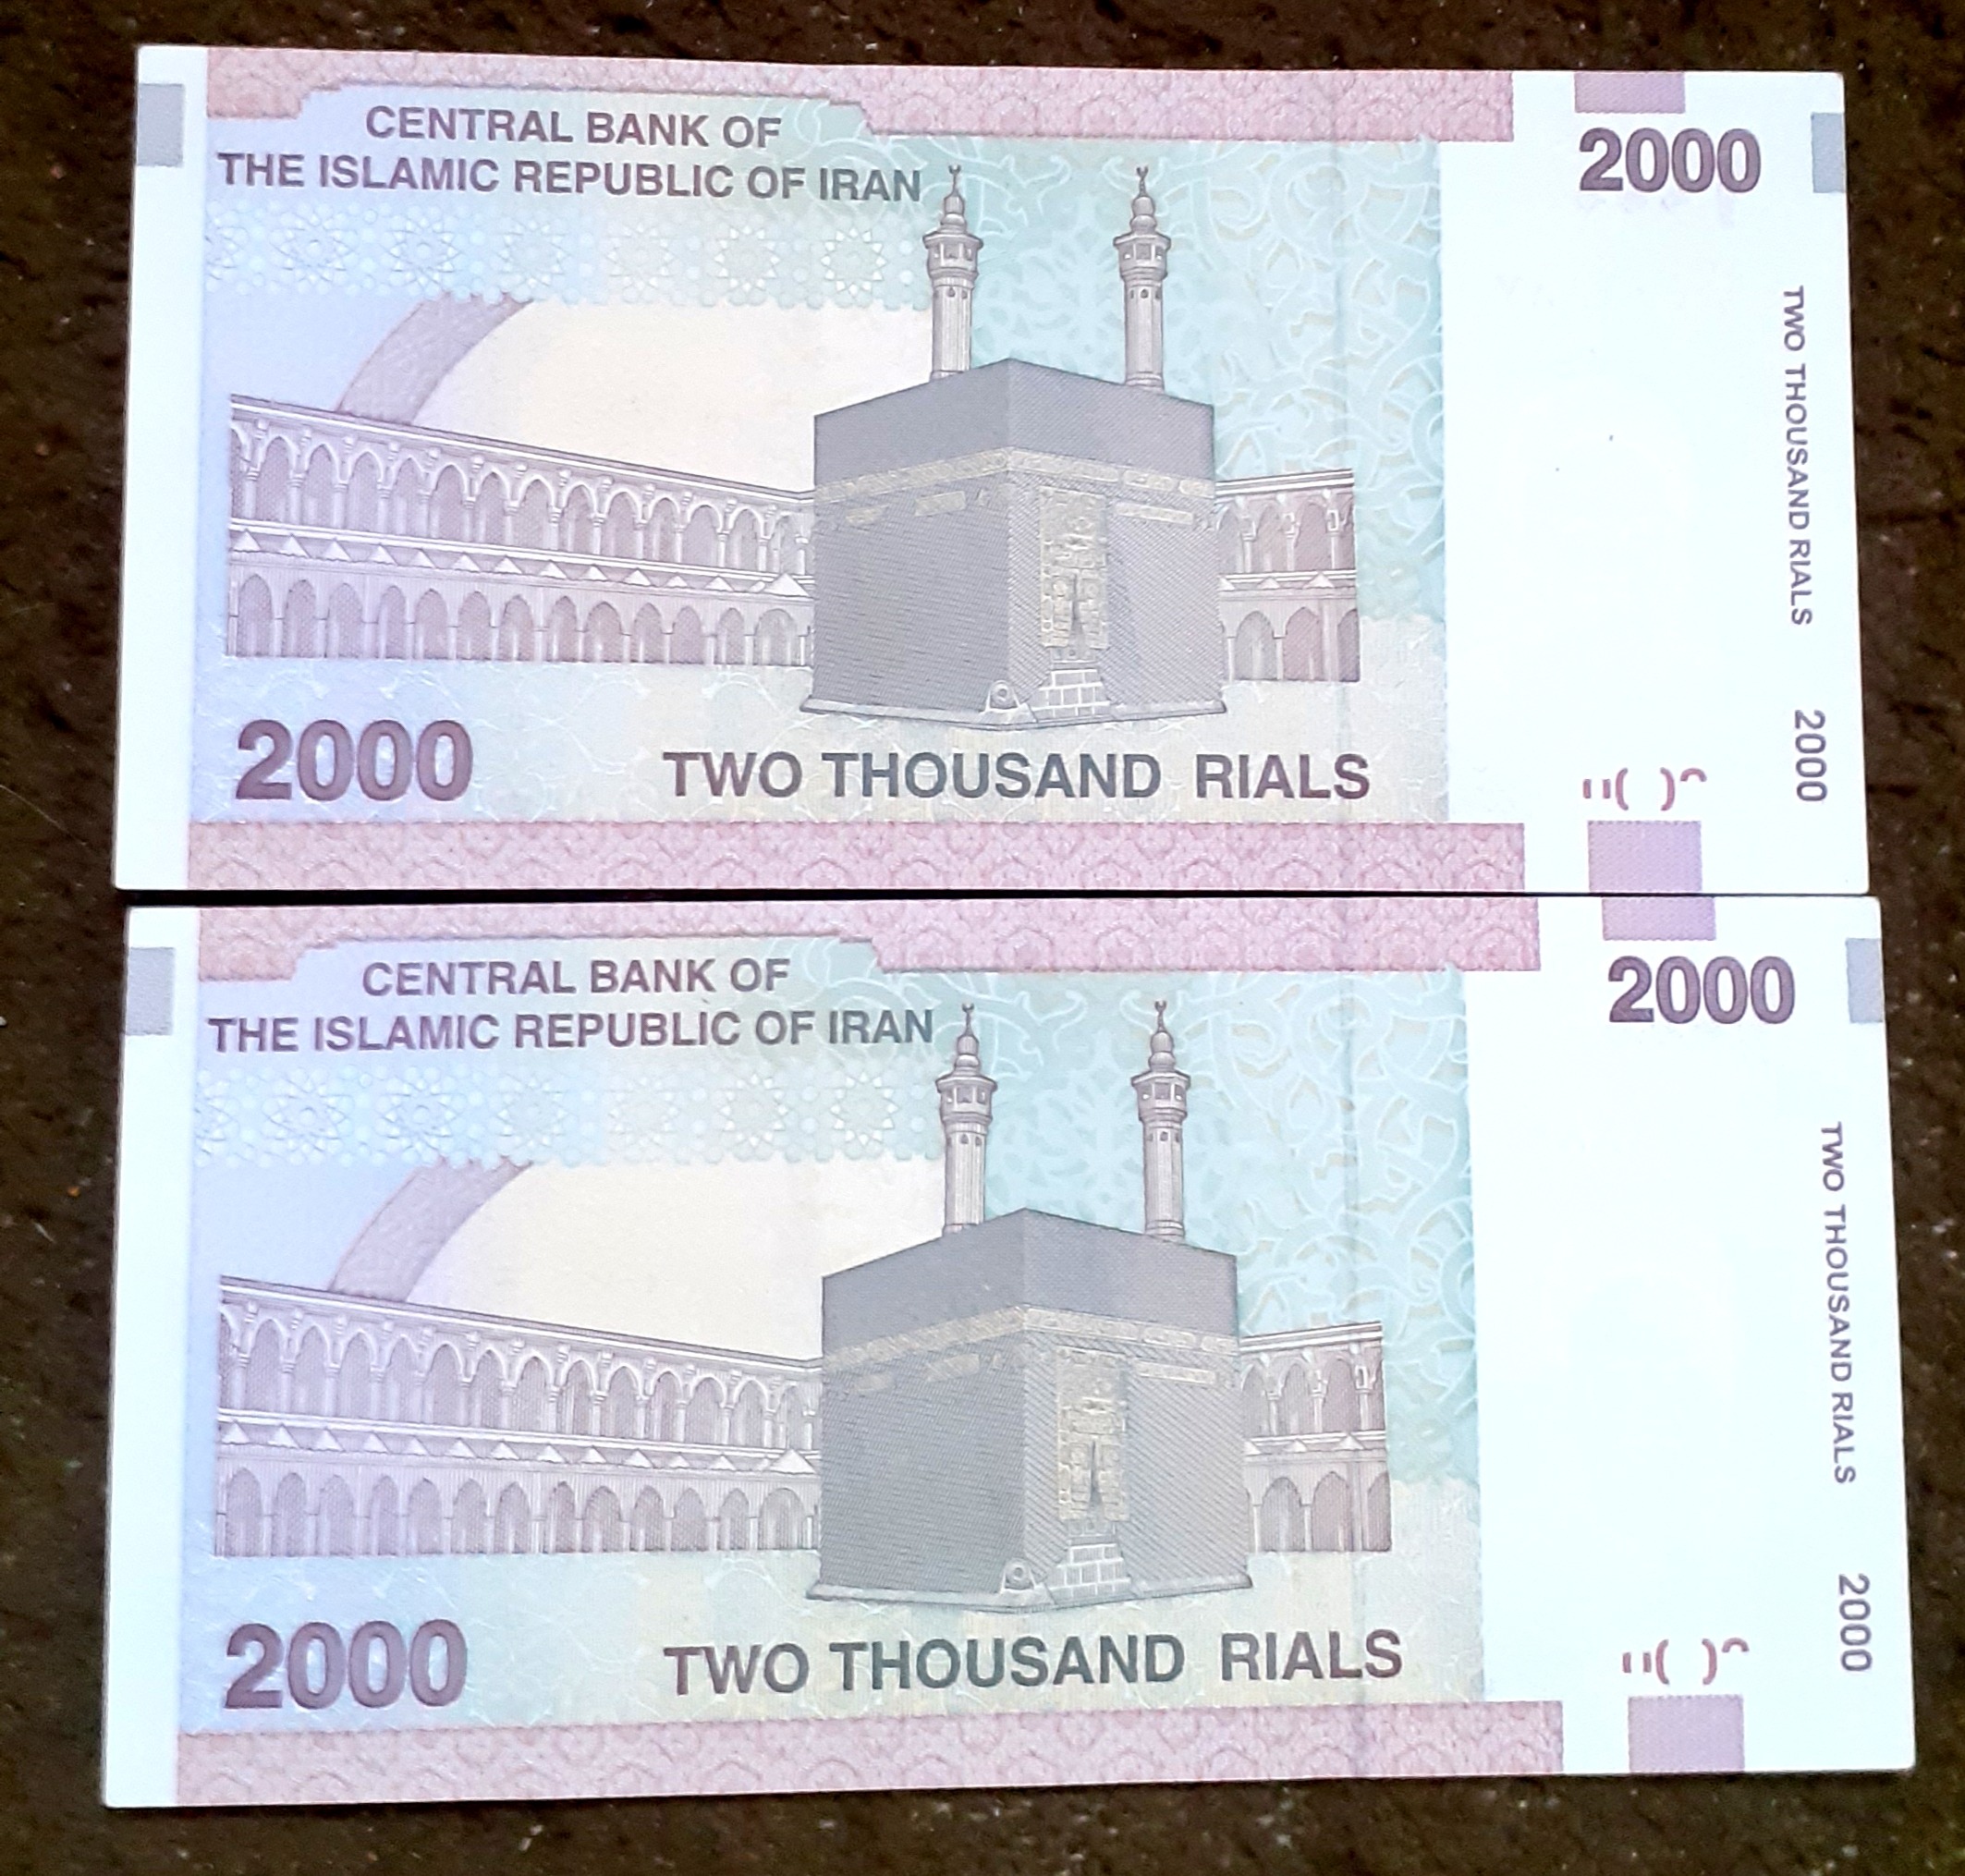 CENTRAL BANK OF
THE ISLAMIC REPUBLIC OF IRAN
2000
TWO THOUSAND RIALS 2000
2000
TWO THOUSAND RIALS
CENTRAL BANK OF
THE ISLAMIC REPUBLIC OF IRAN
2000
TWO THOUSAND RIALS 2000
2000
TWO THOUSAND RIALS